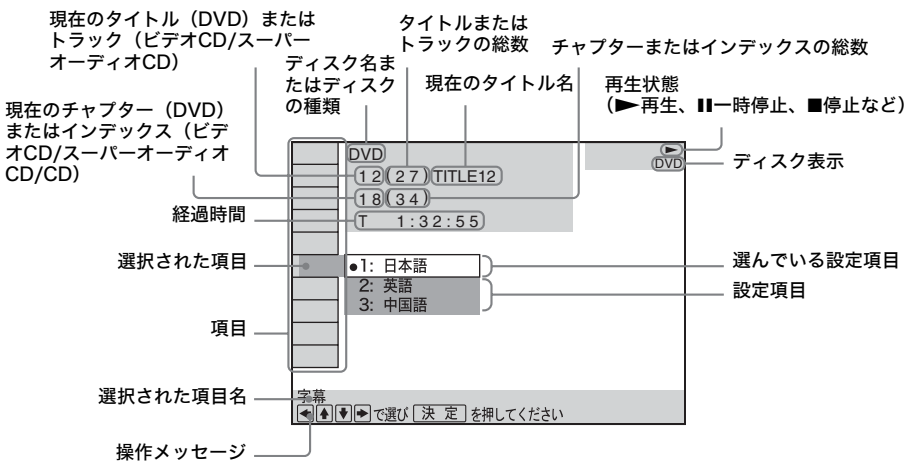 現在のタイトル（DVD）または
トラック（ビデオCD/スーパー
オーディオCD）
タイトルまたは
トラックの総数
チャプターまたはインデックスの総数
ディスク名ま
たはディスク
の種類
現在のタイトル名
再生状態
（▶再生、II一時停止、■停止など）
現在のチャプター（DVD）
またはインデックス（ビデ
オCD/スーパーオーディオ
CD/CD）
DVD
▶
DVD
ディスク表示
12(27)TITLE12
18(34)
経過時間
T 1:32:55
選択された項目
●1: 日本語
選んでいる設定項目
2: 英語
設定項目
3: 中国語
項目
選択された項目名
字幕
←↑↓→で選び 決 定 を押してください
操作メッセージ